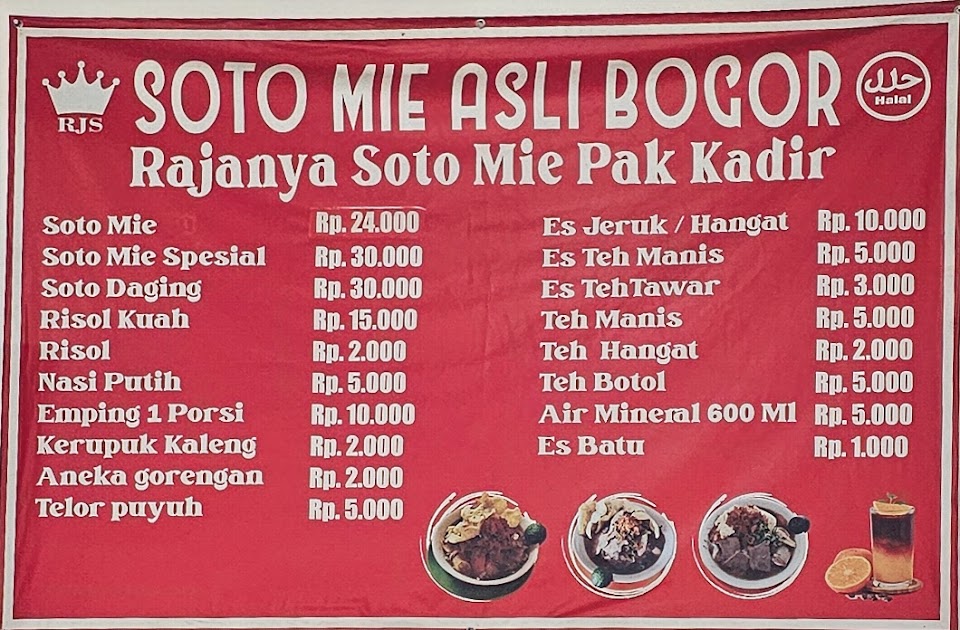 SOTO MIE ASLI BOGOR
RJS
حلال
Halal
Rajanya Soto Mie Pak Kadir
Soto Mie Rp. 24.000
Soto Mie Spesial Rp. 30.000
Soto Daging Rp. 30.000
Risol Kuah Rp. 15.000
Risol Rp. 2.000
Nasi Putih Rp. 5.000
Emping 1 Porsi Rp. 10.000
Kerupuk Kaleng Rp. 2.000
Aneka gorengan Rp. 2.000
Telor puyuh Rp. 5.000
Es Jeruk / Hangat Rp. 10.000
Es Teh Manis Rp. 5.000
Es TehTawar Rp. 3.000
Teh Manis Rp. 5.000
Teh Hangat Rp. 2.000
Teh Botol Rp. 5.000
Air Mineral 600 Ml Rp. 5.000
Es Batu Rp. 1.000